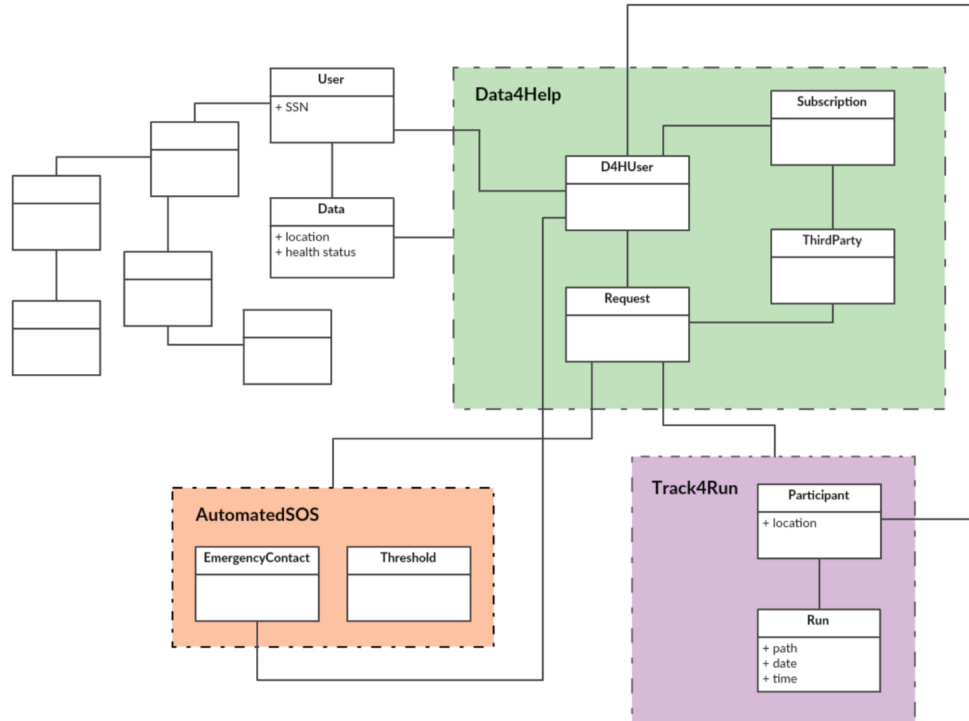 User
+ SSN
Data
+ location
+ health status
Data4Help
Subscription
D4HUser
ThirdParty
Request
AutomatedSOS
EmergencyContact
Threshold
Track4Run
Participant
+ location
Run
+ path
+ date
+ time